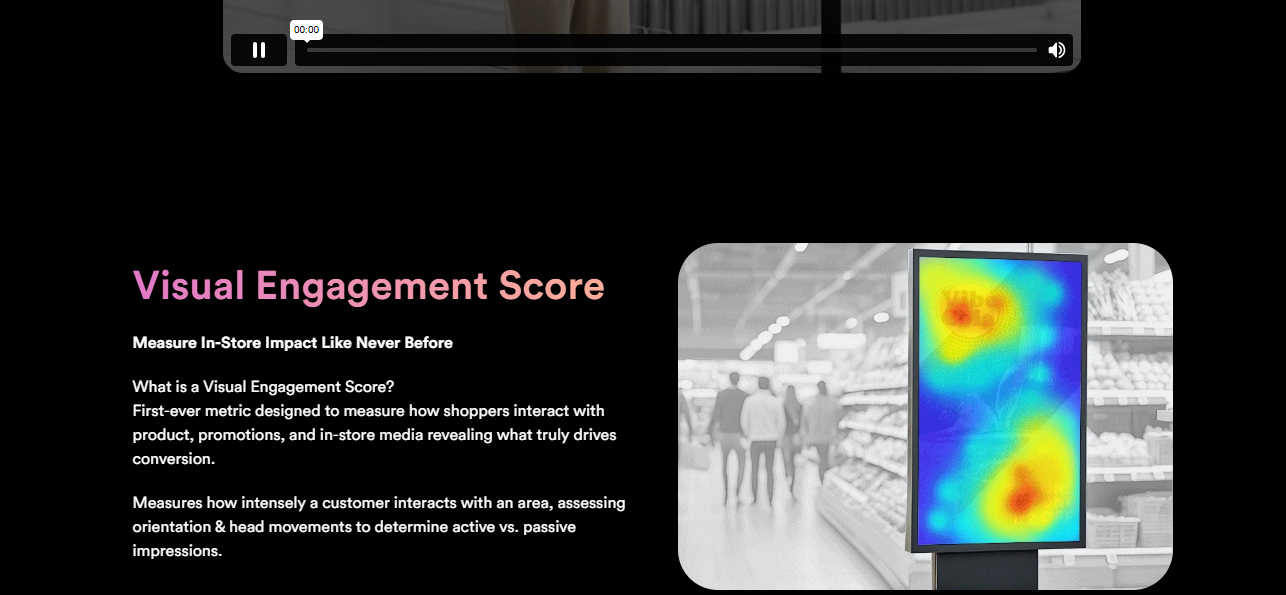 00:00
Visual Engagement Score
Measure In-Store Impact Like Never Before
What is a Visual Engagement Score?
First-ever metric designed to measure how shoppers interact with
product, promotions, and in-store media revealing what truly drives
conversion.
Measures how intensely a customer interacts with an area, assessing
orientation & head movements to determine active vs. passive
impressions.
Vibe